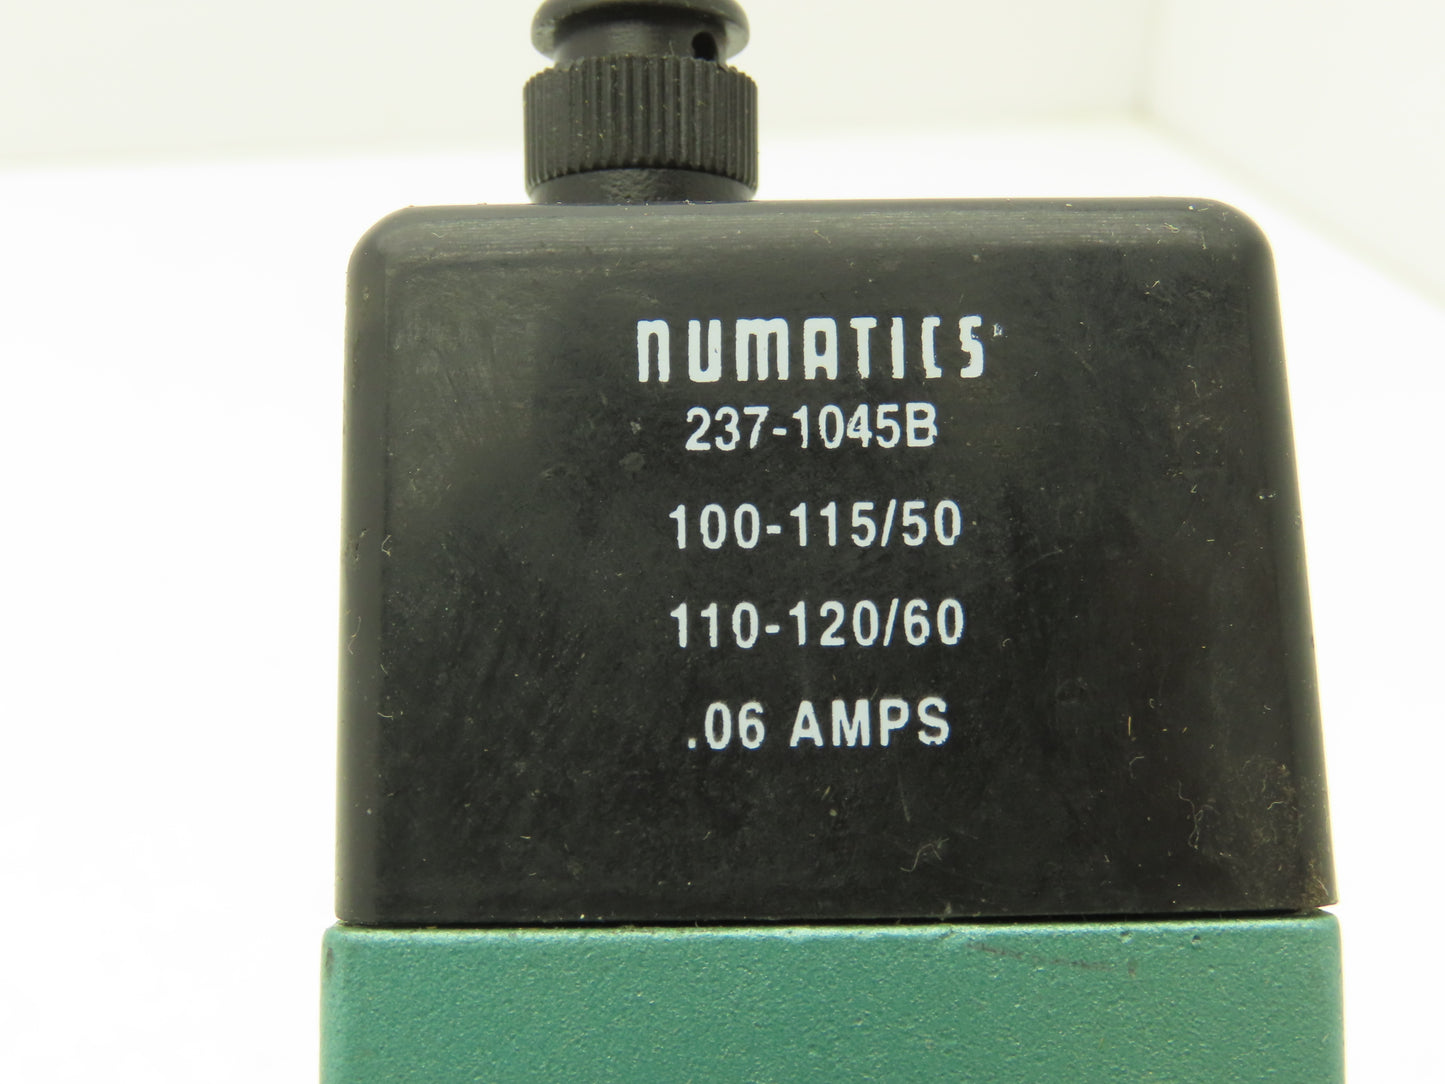 NUMATICS
237-1045B
100-115/50
110-120/60
.06 AMPS